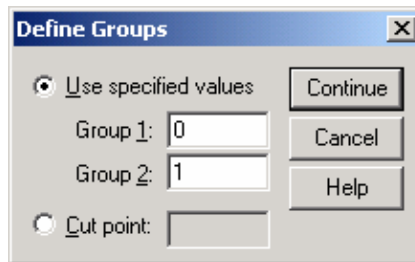 Define Groups
Use specified values
Continue
Group 1: 0
Cancel
Group 2: 1
Help
Cut point: